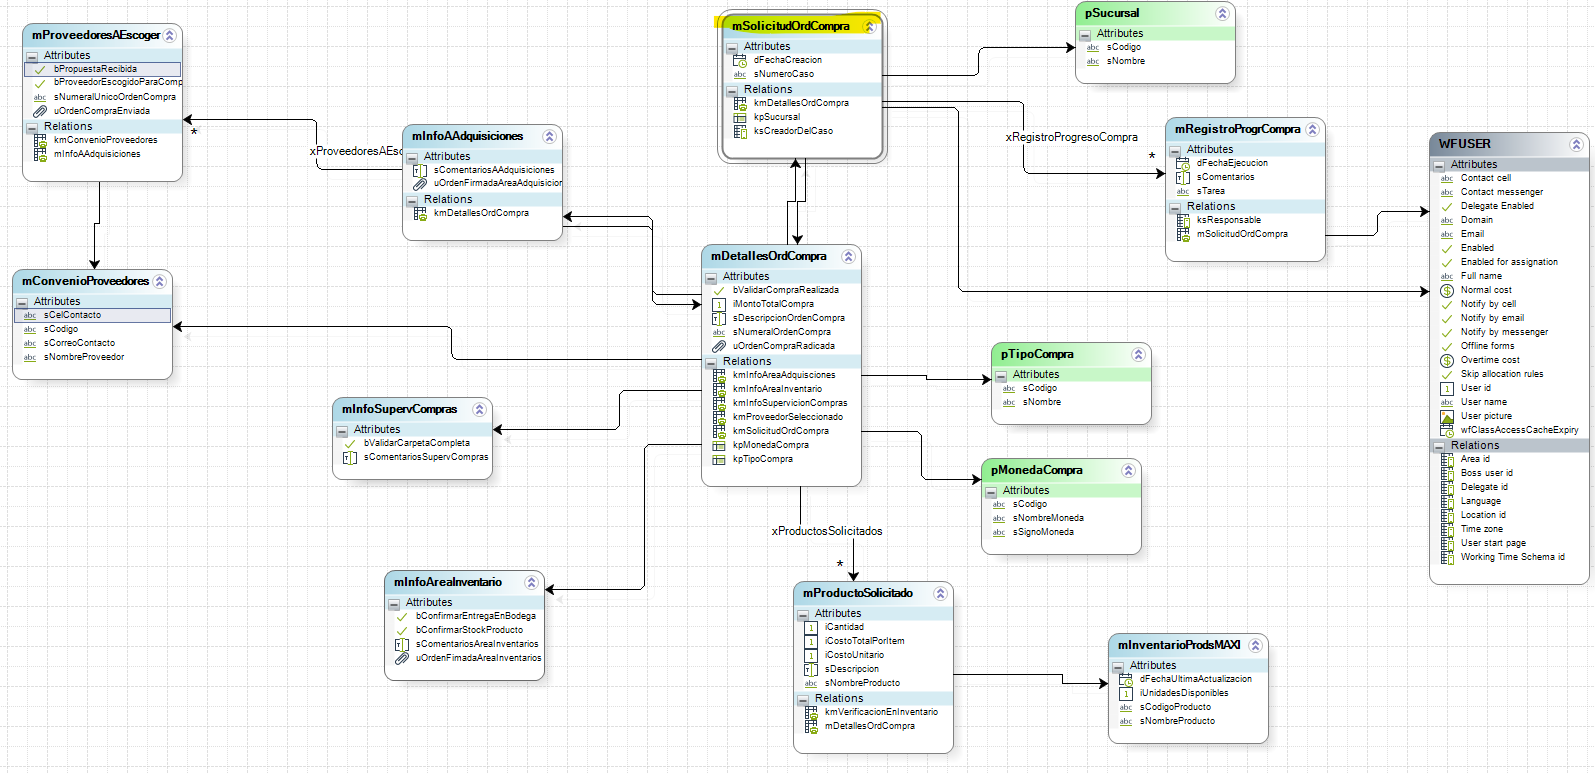 mProveedoresAEscoger
Attributes
bPropuestaRecibida
bProveedorEscogidoParaComp
sNumeralUnicoOrdenCompra
uOrdenCompraEnviada
Relations
kmConvenioProveedores
mInfoAAdquisiciones
*
xProveedoresAEsc
mInfoAAdquisiciones
Attributes
sComentariosAAdquisiciones
uOrdenFirmadaAreaAdquisicior
Relations
kmDetallesOrdCompra
mSolicitudOrdCompra
Attributes
dFechaCreacion
sNumeroCaso
Relations
kmDetallesOrdCompra
kpSucursal
ksCreadorDelCaso
pSucursal
Attributes
sCodigo
sNombre
xRegistroProgresoCompra
*
mRegistroProgrCompra
Attributes
dFechaEjecucion
sComentarios
sTarea
Relations
ksResponsable
mSolicitudOrdCompra
WFUSER
Attributes
Contact cell
Contact messenger
Delegate Enabled
Domain
Email
Enabled
Enabled for assignation
Full name
Normal cost
Notify by cell
Notify by email
Notify by messenger
Offline forms
Overtime cost
Skip allocation rules
User id
User name
User picture
wfClassAccessCacheExpiry
Relations
Area id
Boss user id
Delegate id
Language
Location id
Time zone
User start page
Working Time Schema id
mConvenioProveedores
Attributes
sCelContacto
sCodigo
sCorreoContacto
sNombreProveedor
mDetallesOrdCompra
Attributes
bValidarCompraRealizada
iMontoTotalCompra
sDescripcionOrdenCompra
sNumeralOrdenCompra
uOrdenCompraRadicada
Relations
kmInfoAreaAdquisciones
kmInfoAreaInventario
kmInfoSupervicionCompras
kmProveedorSeleccionado
kmSolicitudOrdCompra
kpMonedaCompra
kpTipoCompra
pTipoCompra
Attributes
sCodigo
sNombre
mInfoSupervCompras
Attributes
bValidarCarpetaCompleta
sComentariosSupervCompras
pMonedaCompra
Attributes
sCodigo
sNombreMoneda
sSignoMoneda
xProductosSolicitados
*
mInfoAreaInventario
Attributes
bConfirmarEntregaEnBodega
bConfirmarStockProducto
sComentariosAreaInventarios
uOrdenFimadaAreaInventarios
mProductoSolicitado
Attributes
iCantidad
iCostoTotalPorItem
iCostoUnitario
sDescripcion
sNombreProducto
Relations
kmVerificacionEnInventario
mDetallesOrdCompra
mInventarioProdsMAXI
Attributes
dFechaUltimaActualizacion
iUnidadesDisponibles
sCodigoProducto
sNombreProducto